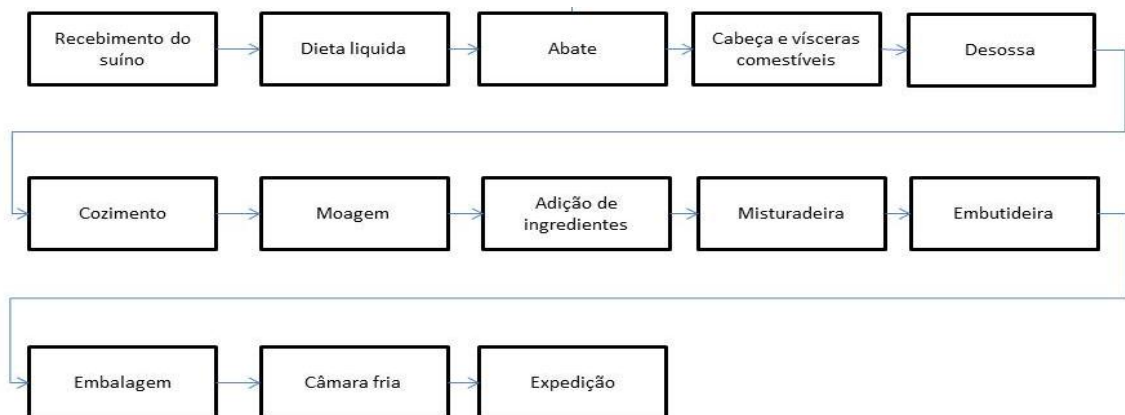 Recebimento do
suíno
Dieta liquida
Abate
Cabeça e vísceras
comestíveis
Desossa
Cozimento
Moagem
Adição de
ingredientes
Misturadeira
Embutideira
Embalagem
Câmara fria
Expedição